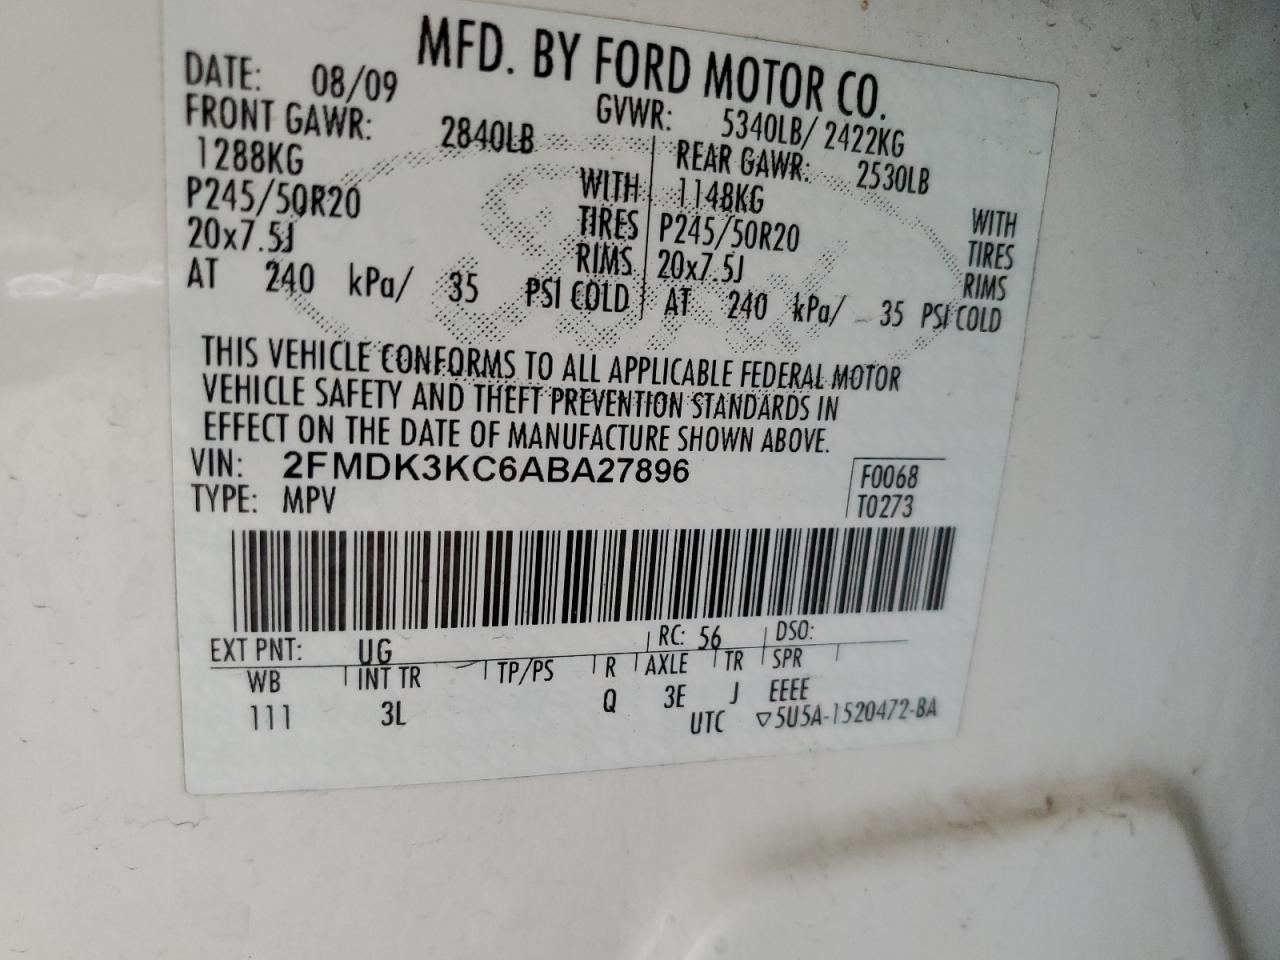 MFD. BY FORD MOTOR CO.
DATE: 08/09 GVWR: 5340LB/ 2422KG
FRONT GAWR: 2840LB REAR GAWR: 2530LB
1288KG WITH 1148KG WITH
P245/50R20 TIRES P245/50R20 TIRES
20x7.5J RIMS 20x7.5J RIMS
AT 240 kPa/ 35 PSI COLD AT 240 kPa/ 35 PSI COLD
THIS VEHICLE CONFORMS TO ALL APPLICABLE FEDERAL MOTOR
VEHICLE SAFETY AND THEFT PREVENTION STANDARDS IN
EFFECT ON THE DATE OF MANUFACTURE SHOWN ABOVE.
VIN: 2FMDK3KC6ABA27896 F0068
TYPE: MPV T0273
EXT PNT: UG RC: 56 DSO:
WB INT TR TP/PS R AXLE TR SPR
111 3L Q 3E J EEEE
UTC ▽5U5A-1520472-BA